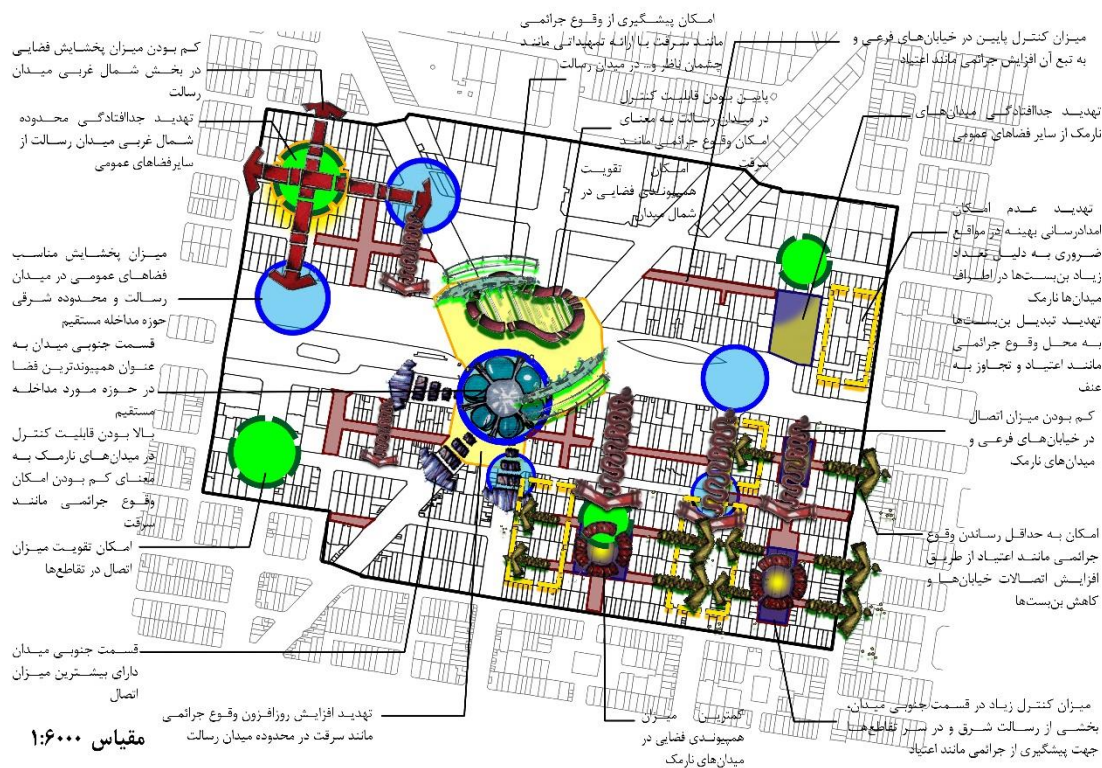 امکان پیشگیری از وقوع جرائمی
مانند سرقت با ارائه تمهیداتی مانند
چشمان ناظر و.. در میدان رسالت
پایین بودن قابلیت کنترل
در میدان رسالت به معنای
امکان وقوع جرائمی مانند
سرقت
امکان تقویت
همپیوندی فضایی در
شمال میدان
میزان کنترل پایین در خیابان‌های فرعی و
به تبع آن افزایش جرائمی مانند اعتیاد
تهدید جداافتادگی میدان‌های
نارمک از سایر فضاهای عمومی
تهدید عدم امکان
امدادرسانی بهینه در مواقع
ضروری به دلیل تعداد
زیاد بن‌بست‌ها در اطراف
میدان‌ها نارمک
تهدید تبدیل بن‌بست‌ها
به محل وقوع جرائمی
مانند اعتیاد و تجاوز به
عنف
کم بودن میزان اتصال
در خیابان‌های فرعی و
میدان‌های نارمک
امکان به حداقل رساندن وقوع
جرائمی مانند اعتیاد از طریق
افزایش اتصالات خیابان‌ها و
کاهش بن‌بست‌ها
میزان کنترل زیاد در قسمت جنوبی میدان،
بخشی از رسالت شرق و در سر تقاطع‌ها
جهت پیشگیری از جرائمی مانند اعتیاد
کم بودن میزان پخشایش فضایی
در بخش شمال غربی میدان
رسالت
تهدید جداافتادگی محدوده
شمال غربی میدان رسالت از
سایرفضاهای عمومی
میزان پخشایش مناسب
فضاهای عمومی در میدان
رسالت و محدوده شرقی
حوزه مداخله مستقیم
قسمت جنوبی میدان به
عنوان همپیوندترین فضا
در حوزه مورد مداخله
مستقیم
بالا بودن قابلیت کنترل
در میدان‌های نارمک به
معنای کم بودن امکان
وقوع جرائمی مانند
سرقت
امکان تقویت میزان
اتصال در تقاطع‌ها
قسمت جنوبی میدان
دارای بیشترین میزان
اتصال
تهدید افزایش روزافزون وقوع جرائمی
مانند سرقت در محدوده میدان رسالت
کمترین میزان
همپیوندی فضایی در
میدان‌های نارمک
مقیاس ۱:۶۰۰۰